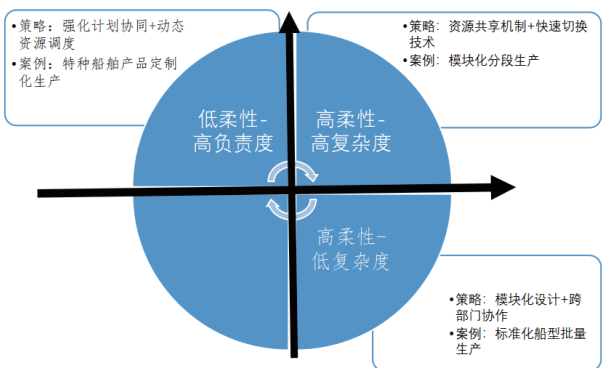 •策略：强化计划协同+动态
资源调度
•案例：特种船舶产品定制
化生产
•策略：资源共享机制+快速切换
技术
•案例：模块化分段生产
低柔性-
高负责度
高柔性-
高复杂度
高柔性-
低复杂度
•策略：模块化设计+跨
部门协作
•案例：标准化船型批量
生产